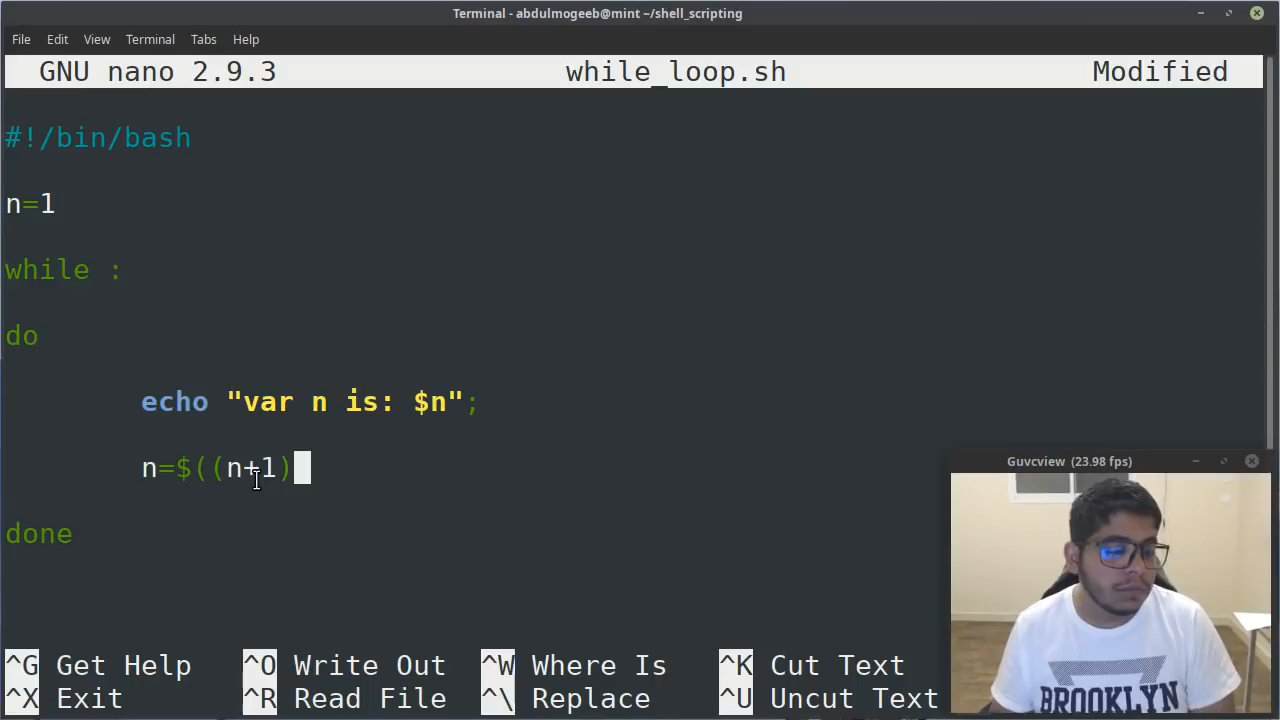 Terminal - abdulmogeeb@mint ~/shell_scripting
File Edit View Terminal Tabs Help
GNU nano 2.9.3 while_loop.sh Modified
#!/bin/bash
n=1
while :
do
echo "var n is: $n";
n=$((n+1)
done
Guvcview (23.98 fps)
BROOKLYN
^G Get Help ^O Write Out ^W Where Is ^K Cut Text
^X Exit ^R Read File ^\ Replace ^U Uncut Text